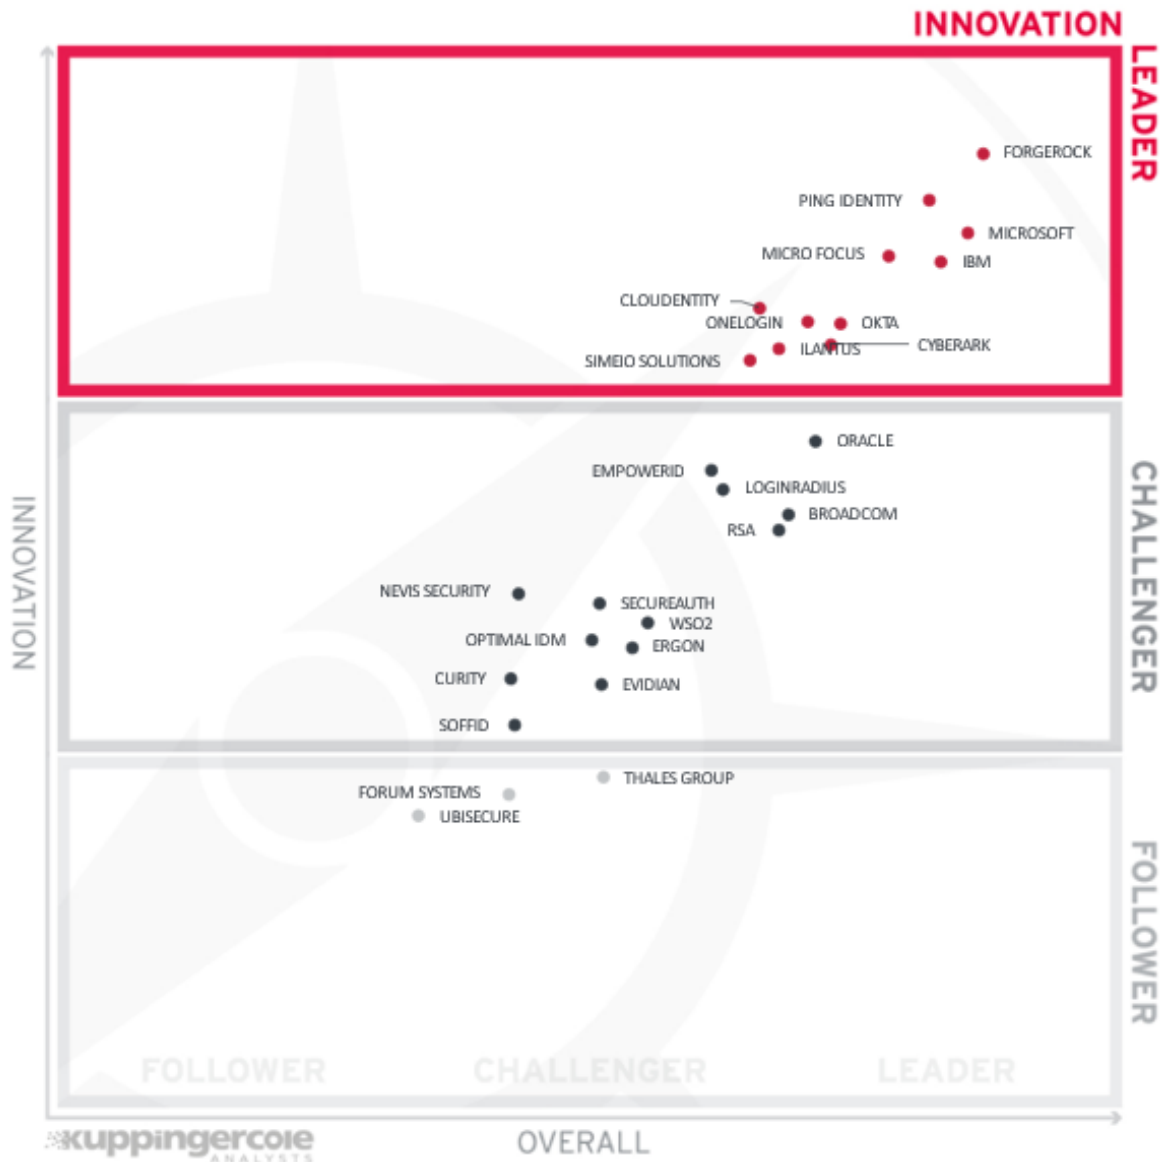 INNOVATION
LEADER
FORGEROCK
PING IDENTITY
MICROSOFT
MICRO FOCUS
IBM
CLOUDENTITY
ONELOGIN
OKTA
CYBERARK
ILANTUS
SIMEIO SOLUTIONS
CHALLENGER
ORACLE
EMPOWERID
LOGINRADIUS
BROADCOM
RSA
INNOVATION
NEVIS SECURITY
SECUREAUTH
WSO2
OPTIMAL IDM
ERGON
CURITY
EVIDIAN
SOFFID
FOLLOWER
THALES GROUP
FORUM SYSTEMS
UBISECURE
FOLLOWER CHALLENGER LEADER
kuppingercole
ANALYSTS
OVERALL